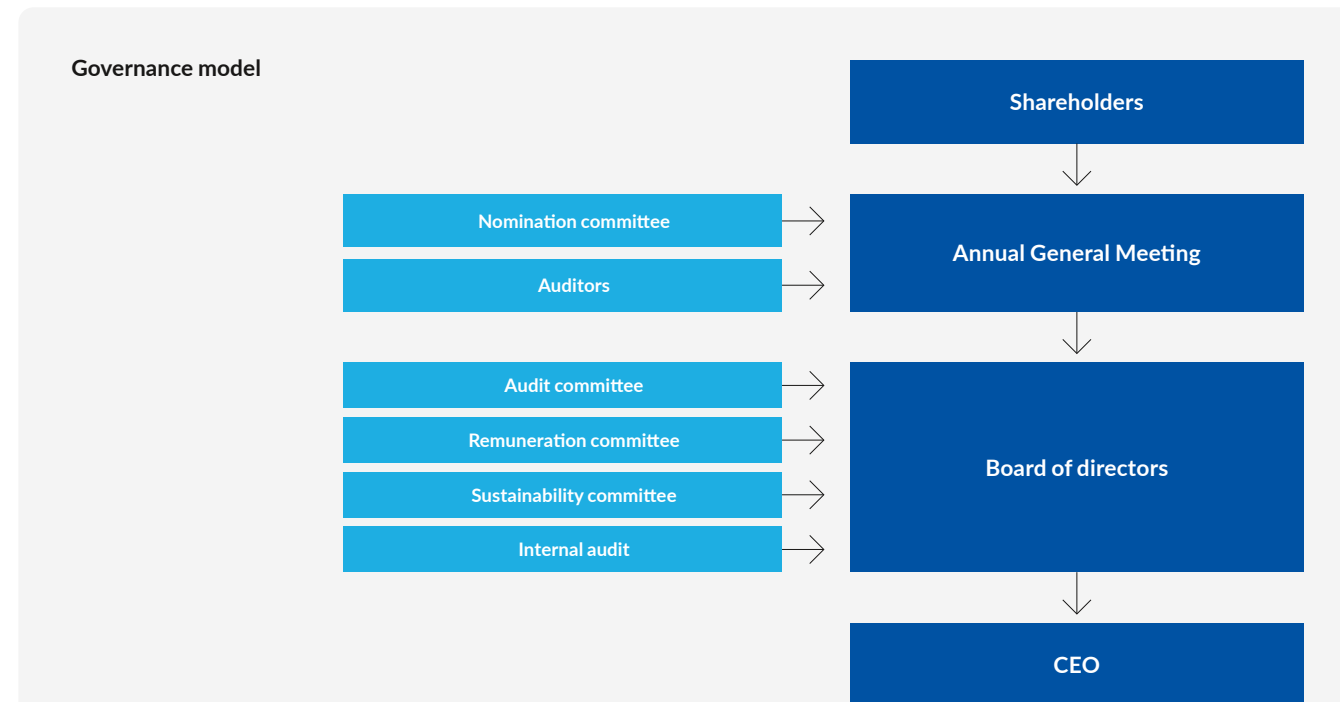 Governance model
Shareholders
Nomination committee
Auditors
Annual General Meeting
Audit committee
Remuneration committee
Sustainability committee
Internal audit
Board of directors
CEO